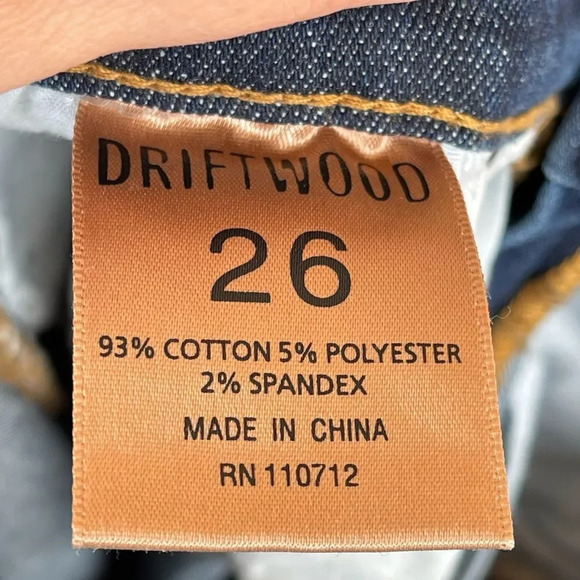 DRIFTWOOD
26
93% COTTON 5% POLYESTER
2% SPANDEX
MADE IN CHINA
RN 110712